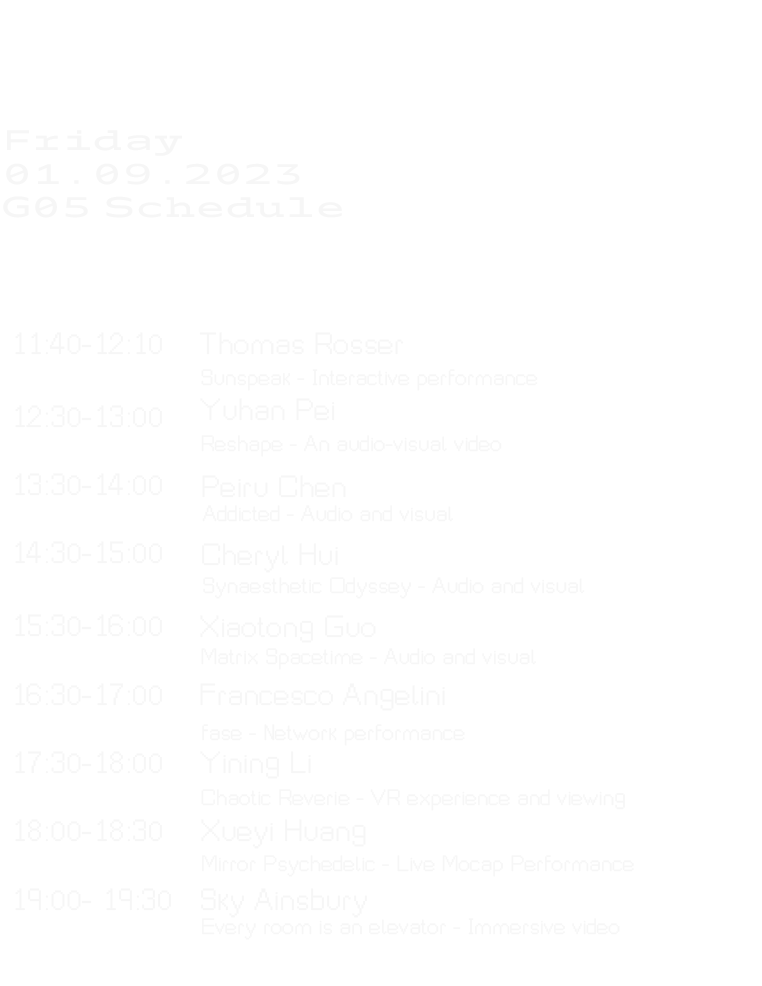 Friday
01.09.2023
G05 Schedule
11:40-12:10 Thomas Rosser
Sunspeak - Interactive performance
12:30-13:00 Yuhan Pei
Reshape - An audio-visual video
13:30-14:00 Peiru Chen
Addicted - Audio and visual
14:30-15:00 Cheryl Hui
Synaesthetic Odyssey - Audio and visual
15:30-16:00 Xiaotong Guo
Matrix Spacetime - Audio and visual
16:30-17:00 Francesco Angelini
fase - Network performance
17:30-18:00 Yining Li
Chaotic Reverie - VR experience and viewing
18:00-18:30 Xueyi Huang
Mirror Psychedelic - Live Mocap Performance
19:00- 19:30 Sky Ainsbury
Every room is an elevator - Immersive video